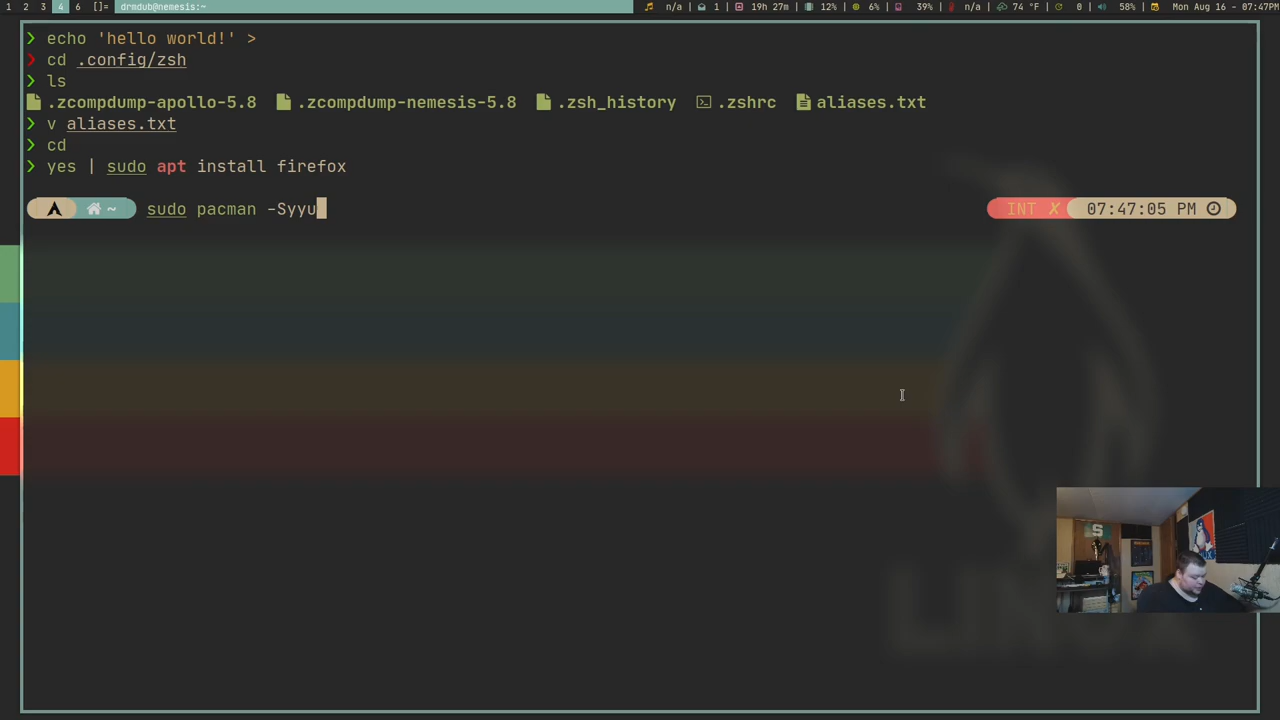 1 2 3 4 6 []= drmdub@nemesis:~ n/a | 1 | 19h 27m | 12% | 6% | 39% | n/a | 74 °F | 0 | 58% | Mon Aug 16 - 07:47PM
❯ echo 'hello world!' >
❯ cd .config/zsh
❯ ls
.zcompdump-apollo-5.8 .zcompdump-nemesis-5.8 .zsh_history .zshrc aliases.txt
❯ v aliases.txt
❯ cd
❯ yes | sudo apt install firefox
~ sudo pacman -Syyu INT ✗ 07:47:05 PM
LINUX